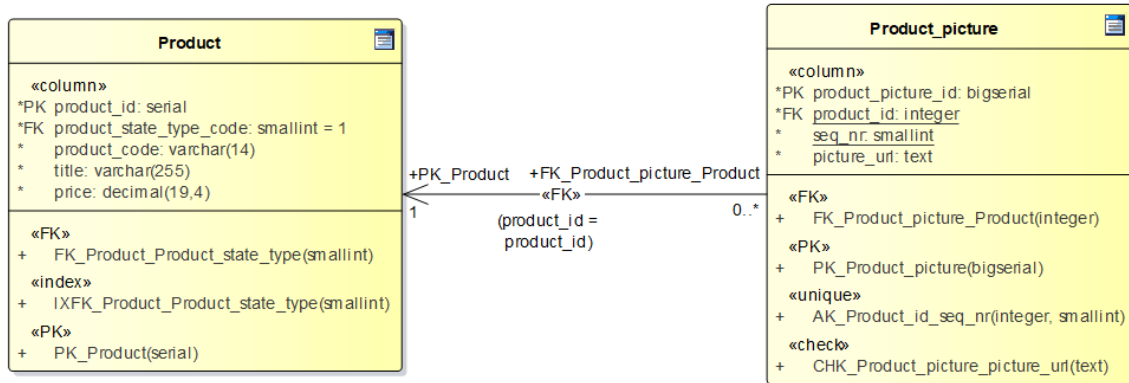 Product
«column»
*PK product_id: serial
*FK product_state_type_code: smallint = 1
* product_code: varchar(14)
* title: varchar(255)
* price: decimal(19,4)
«FK»
+ FK_Product_Product_state_type(smallint)
«index»
+ IXFK_Product_Product_state_type(smallint)
«PK»
+ PK_Product(serial)
+PK_Product
+FK_Product_picture_Product
«FK»
1
0..*
(product_id =
product_id)
Product_picture
«column»
*PK product_picture_id: bigserial
*FK product_id: integer
* seq_nr: smallint
* picture_url: text
«FK»
+ FK_Product_picture_Product(integer)
«PK»
+ PK_Product_picture(bigserial)
«unique»
+ AK_Product_id_seq_nr(integer, smallint)
«check»
+ CHK_Product_picture_picture_url(text)